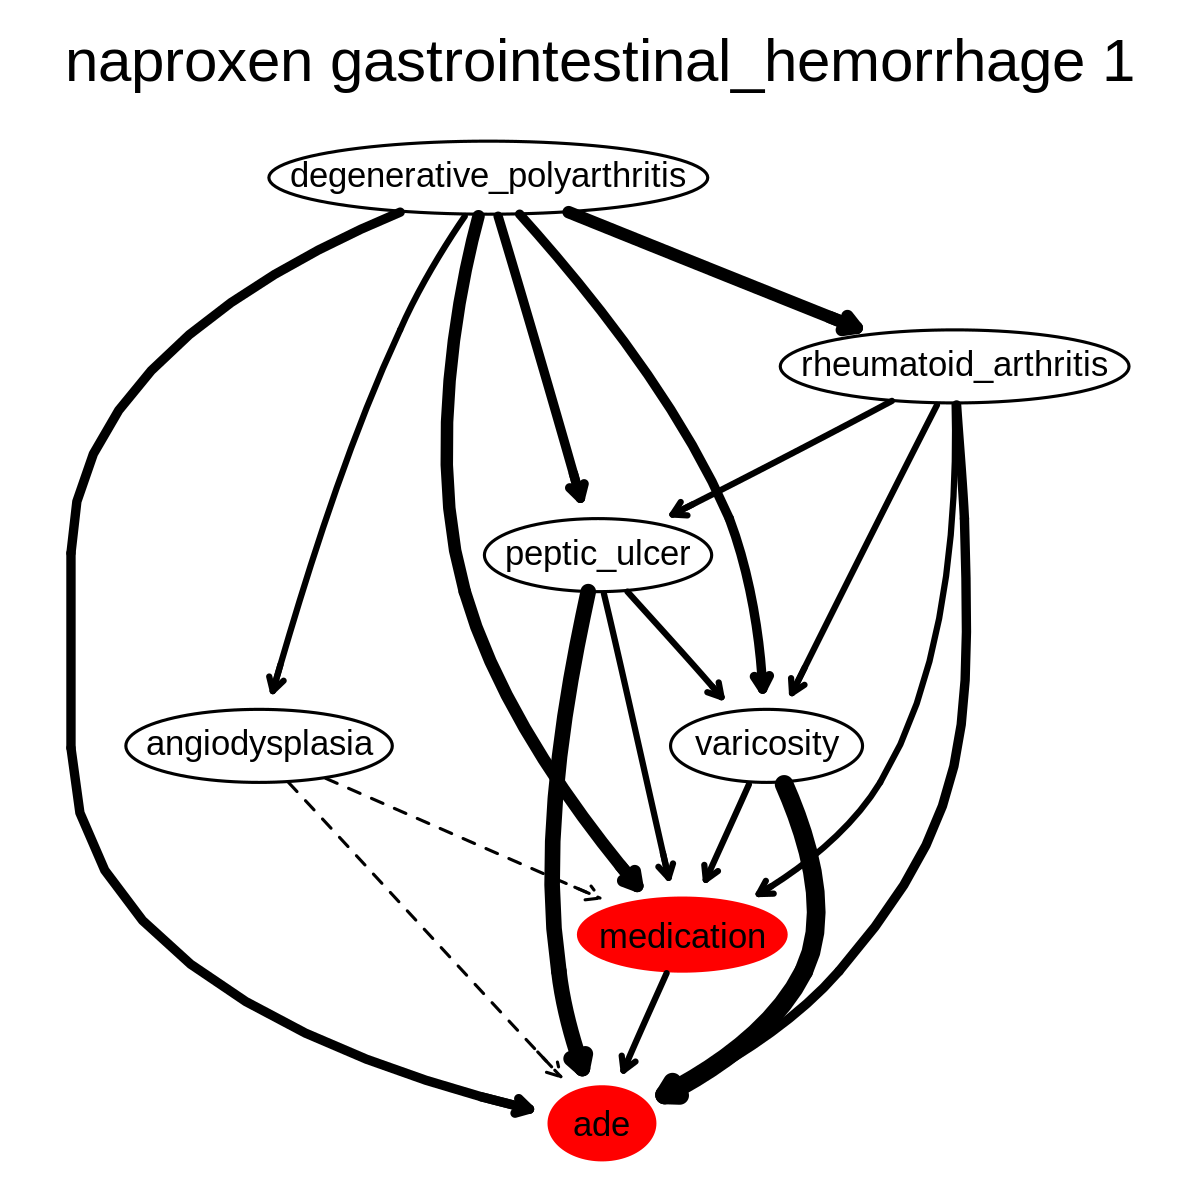 naproxen gastrointestinal_hemorrhage 1
degenerative_polyarthritis
rheumatoid_arthritis
peptic_ulcer
angiodysplasia
varicosity
medication
ade